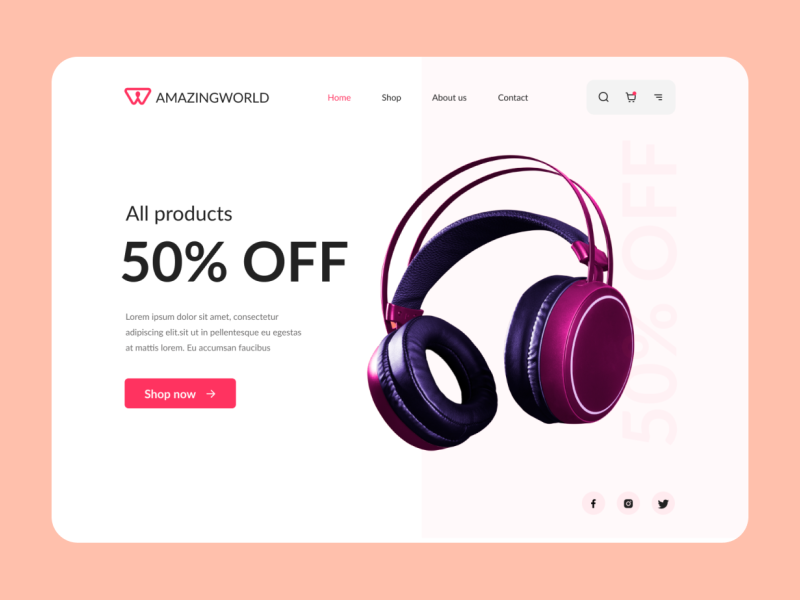 AMAZINGWORLD
Home
Shop
About us
Contact
All products
50% OFF
Lorem ipsum dolor sit amet, consectetur
adipiscing elit.sit ut in pellentesque eu egestas
at mattis lorem. Eu accumsan faucibus
Shop now
50% OFF